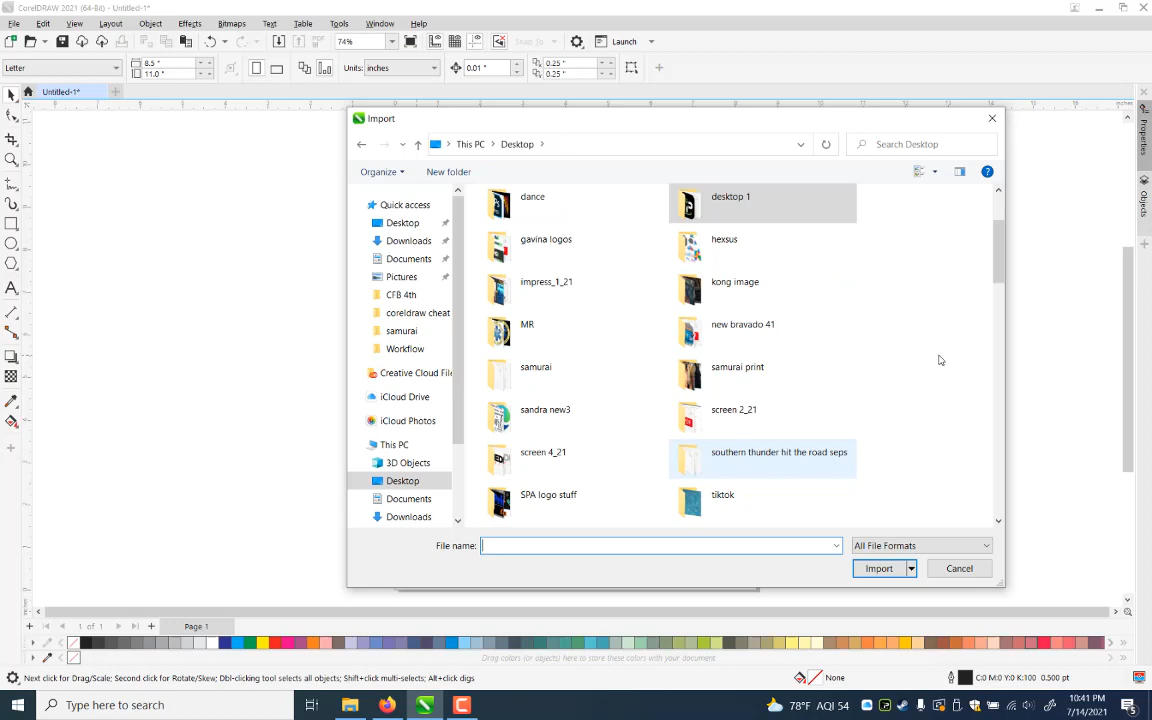 CorelDRAW 2021 (64-Bit) - Untitled-1*
File Edit View Layout Object Effects Bitmaps Text Table Tools Window Help
74% Snap To Launch
Letter 8.5 " 11.0 " Units: inches 0.01 " 0.25 " 0.25 "
Untitled-1*
inches
Import
This PC Desktop Search Desktop
Organize New folder
Quick access
Desktop
Downloads
Documents
Pictures
CFB 4th
coreldraw cheat
samurai
Workflow
Creative Cloud File
iCloud Drive
iCloud Photos
This PC
3D Objects
Desktop
Documents
Downloads
dance desktop 1
gavina logos hexsus
impress_1_21 kong image
MR new bravado 41
samurai samurai print
sandra new3 screen 2_21
screen 4_21 southern thunder hit the road seps
SPA logo stuff tiktok
File name: All File Formats
Import Cancel
Properties
Objects
1 of 1 Page 1
Drag colors (or objects) here to store these colors with your document
Next click for Drag/Scale; Second click for Rotate/Skew; Dbl-clicking tool selects all objects; Shift+click multi-selects; Alt+click digs None C:0 M:0 Y:0 K:100 0.500 pt
Type here to search 78°F AQI 54 10:41 PM
7/14/2021 5